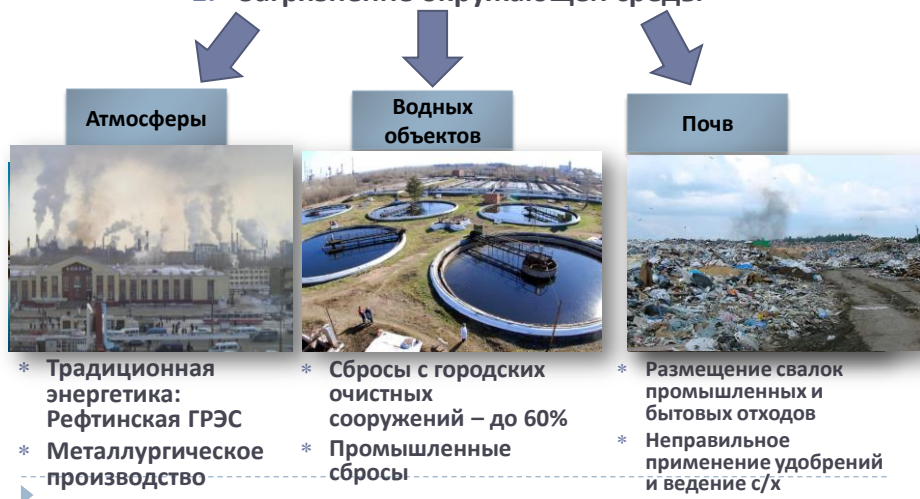 Атмосферы
Водных
объектов
Почв
* Традиционная
энергетика:
Рефтинская ГРЭС
* Металлургическое
производство
* Сбросы с городских
очистных
сооружений – до 60%
* Промышленные
сбросы
* Размещение свалок
промышленных и
бытовых отходов
* Неправильное
применение удобрений
и ведение с/х